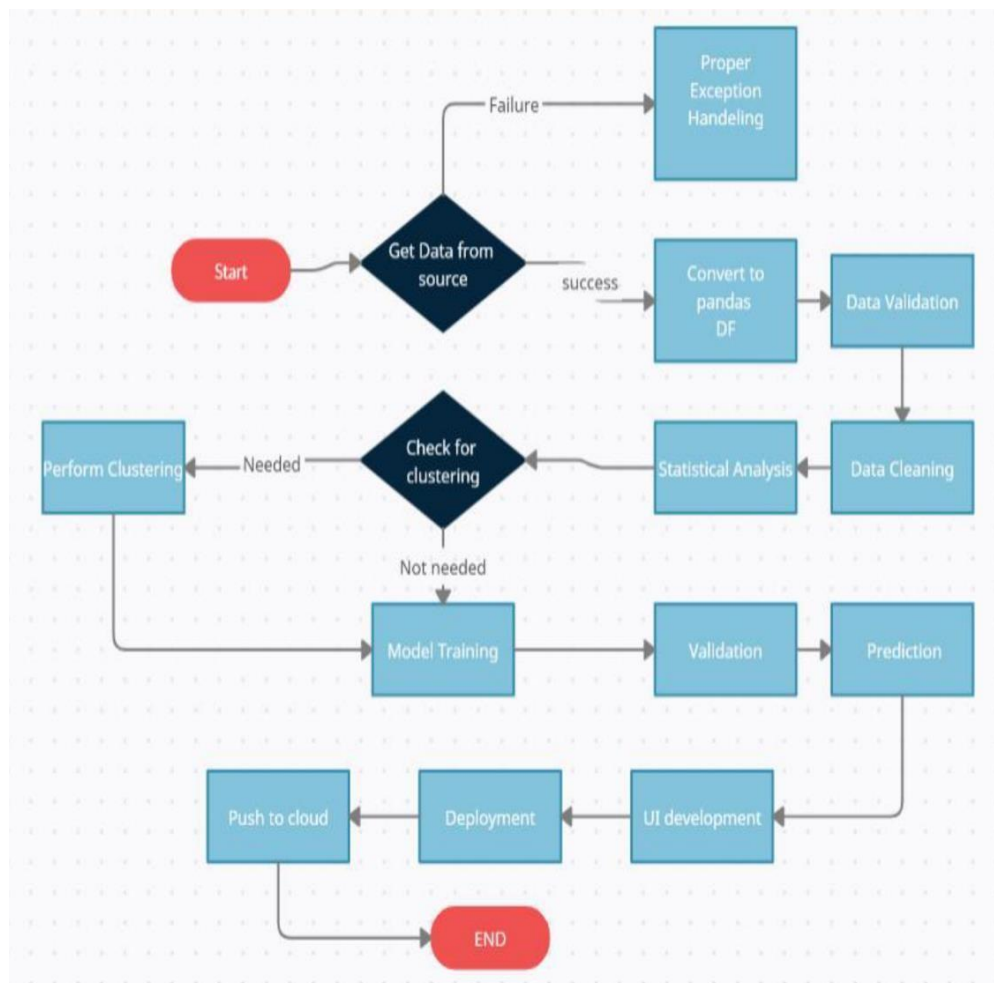 Proper
Exception
Handeling
Failure
Get Data from
source
Start
success
Convert to
pandas
DF
Data Validation
Perform Clustering
Needed
Check for
clustering
Statistical Analysis
Data Cleaning
Not needed
Model Training
Validation
Prediction
Push to cloud
Deployment
UI development
END